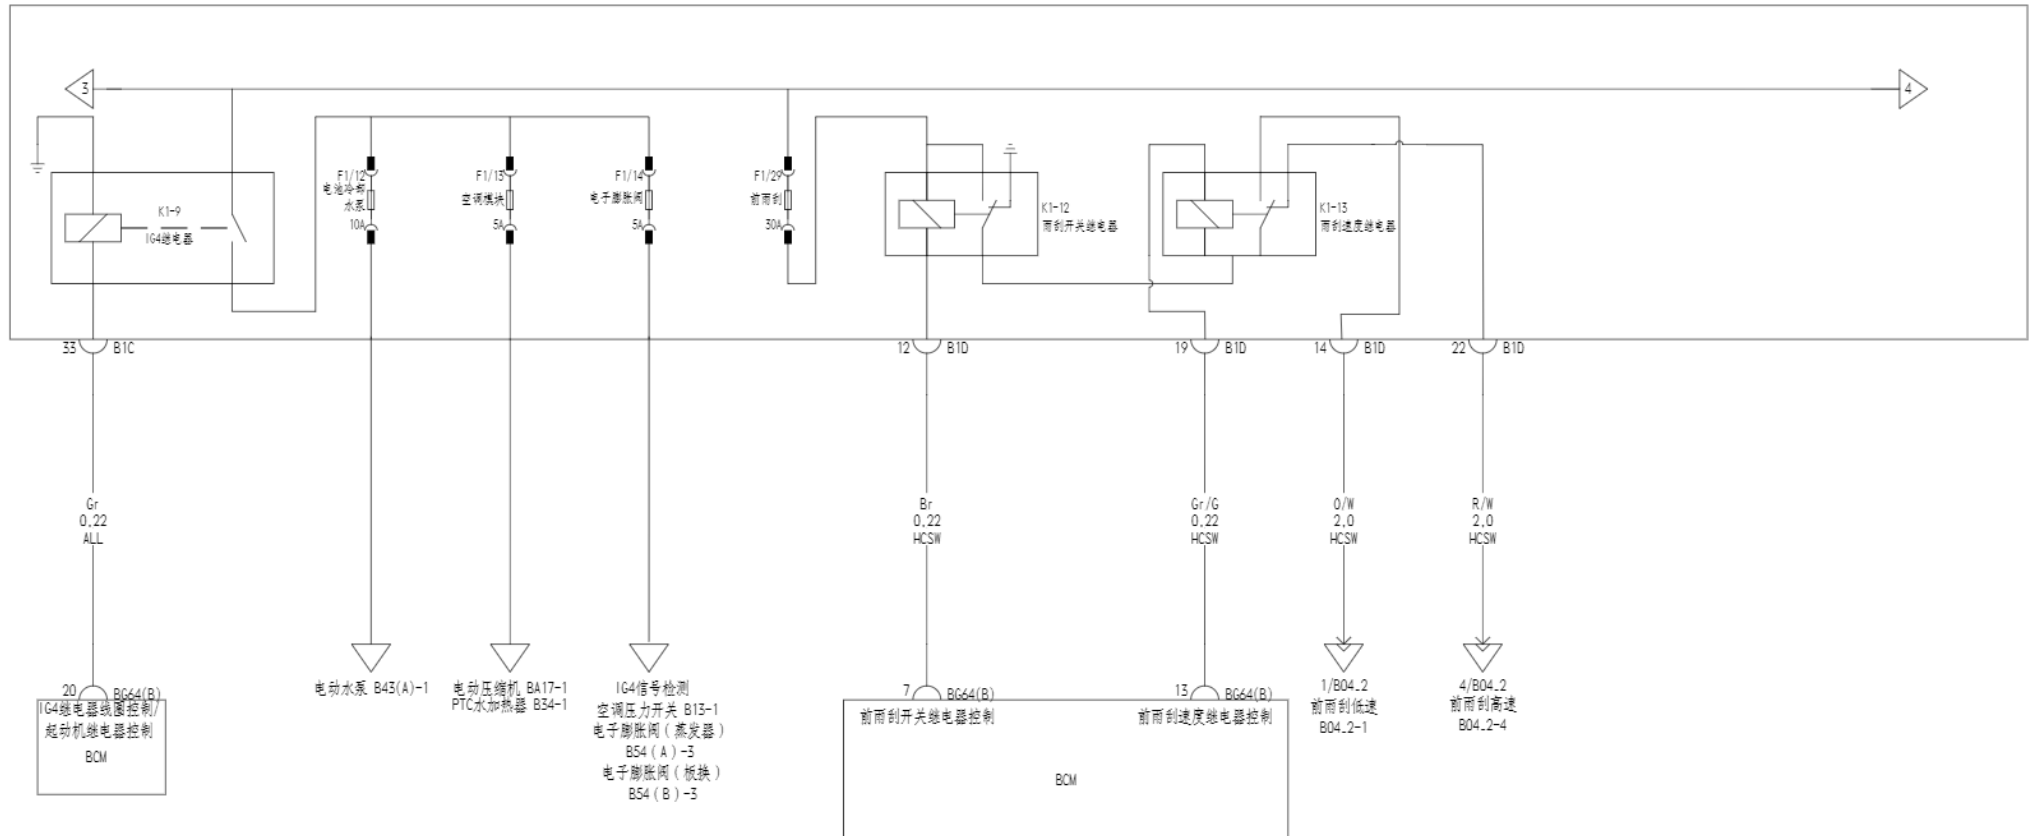 3
4
F1/12
电池冷却
水泵
10A
F1/13
空调模块
5A
F1/14
电子膨胀阀
5A
F1/29
前雨刮
30A
K1-9
IG4继电器
K1-12
雨刮开关继电器
K1-13
雨刮速度继电器
33 B1C
12 B1D
19 B1D
14 B1D
22 B1D
Gr
0.22
ALL
Br
0.22
HCSW
Gr/G
0.22
HCSW
O/W
2.0
HCSW
R/W
2.0
HCSW
20 BG64(B)
IG4继电器线圈控制/
起动机继电器控制
BCM
电动水泵 B43(A)-1
电动压缩机 BA17-1
PTC水加热器 B34-1
IG4信号检测
空调压力开关 B13-1
电子膨胀阀(蒸发器)
B54(A)-3
电子膨胀阀(板换)
B54(B)-3
7 BG64(B)
前雨刮开关继电器控制
13 BG64(B)
前雨刮速度继电器控制
BCM
1/B04_2
前雨刮低速
B04_2-1
4/B04_2
前雨刮高速
B04_2-4